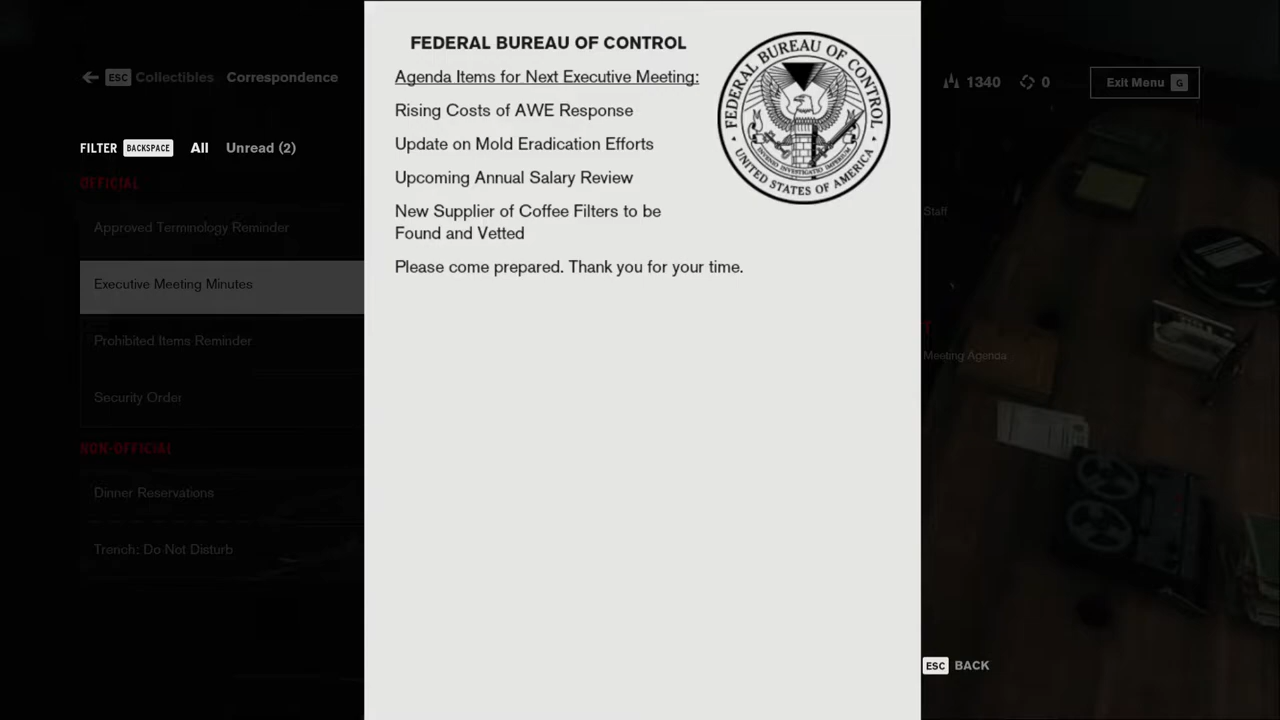 FEDERAL BUREAU OF CONTROL
Agenda Items for Next Executive Meeting:
Rising Costs of AWE Response
Update on Mold Eradication Efforts
Upcoming Annual Salary Review
New Supplier of Coffee Filters to be
Found and Vetted
Please come prepared. Thank you for your time.
FEDERAL BUREAU OF CONTROL
UNITED STATES OF AMERICA
ESC Collectibles Correspondence
1340 0
Exit Menu G
FILTER BACKSPACE All Unread (2)
OFFICIAL
Approved Terminology Reminder
Executive Meeting Minutes
Prohibited Items Reminder
Security Order
NON-OFFICIAL
Dinner Reservations
Trench: Do Not Disturb
Staff
T
Meeting Agenda
ESC BACK